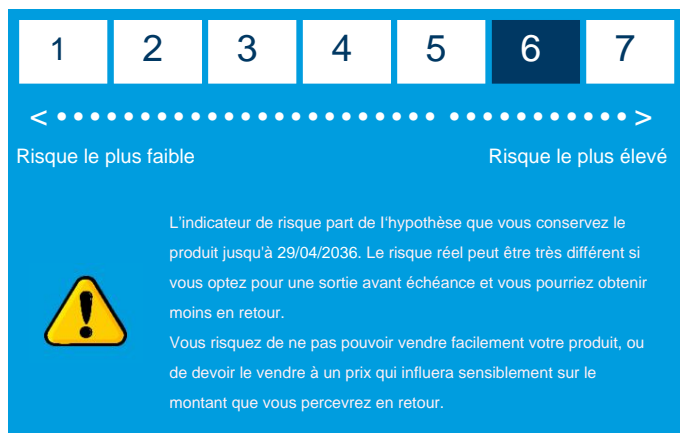 1 2 3 4 5 6 7
< >
Risque le plus faible Risque le plus élevé
L'indicateur de risque part de l'hypothèse que vous conservez le
produit jusqu'à 29/04/2036. Le risque réel peut être très différent si
vous optez pour une sortie avant échéance et vous pourriez obtenir
moins en retour.
Vous risquez de ne pas pouvoir vendre facilement votre produit, ou
de devoir le vendre à un prix qui influera sensiblement sur le
montant que vous percevrez en retour.